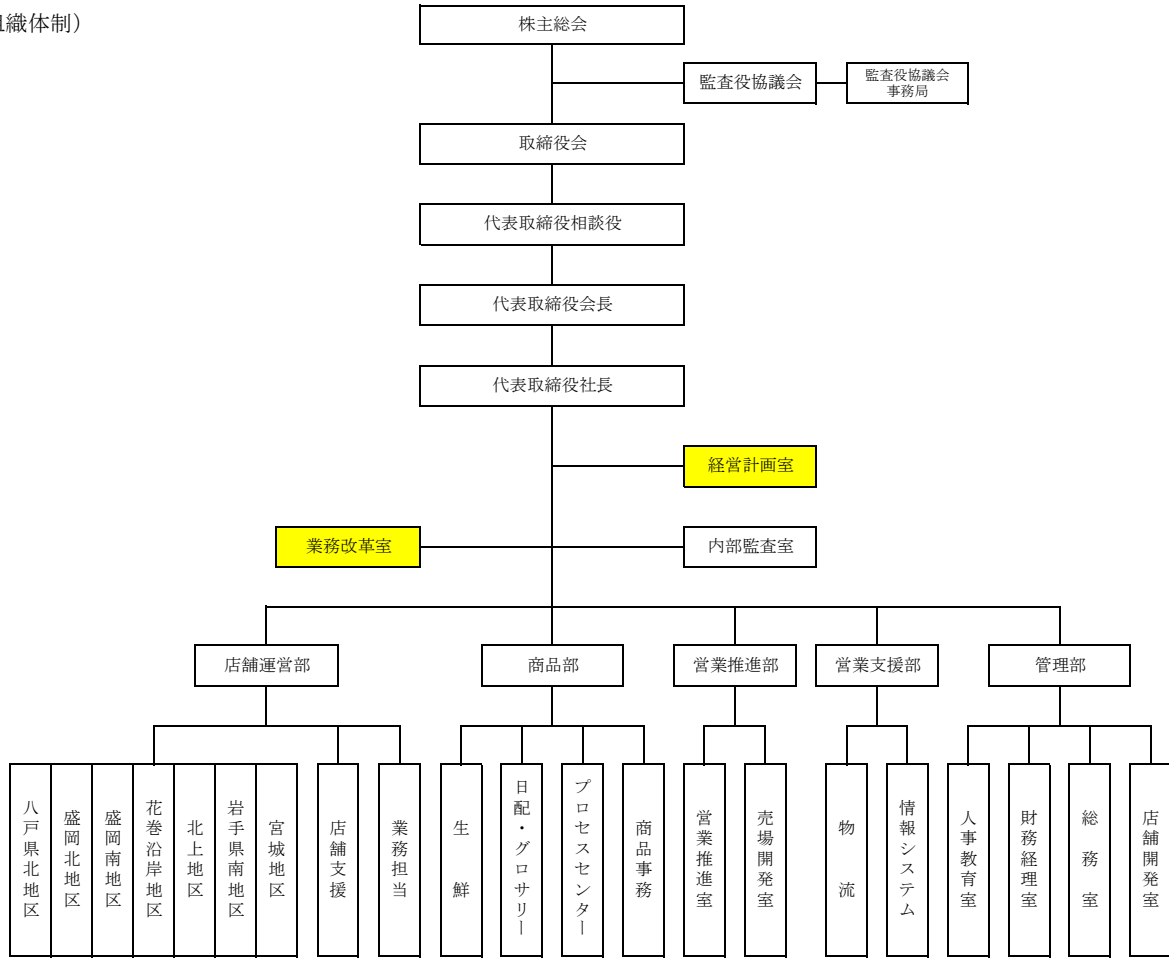 組織体制）
株主総会
監査役協議会
監査役協議会
事務局
取締役会
代表取締役相談役
代表取締役会長
代表取締役社長
経営計画室
業務改革室
内部監査室
店舗運営部
商品部
営業推進部
営業支援部
管理部
八戸県北地区
盛岡北地区
盛岡南地区
花巻沿岸地区
北上地区
岩手県南地区
宮城地区
店舗支援
業務担当
生鮮
日配・グロサリー
プロセスセンター
商品事務
営業推進室
売場開発室
物流
情報システム
人事教育室
財務経理室
総務室
店舗開発室